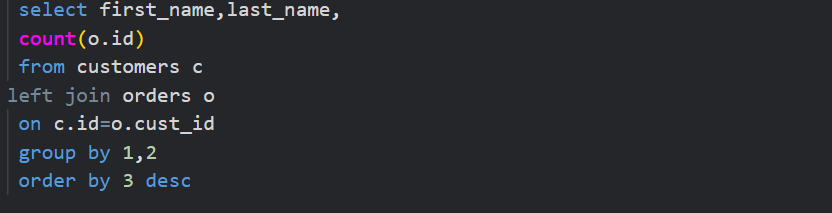 select first_name,last_name,
count(o.id)
from customers c
left join orders o
on c.id=o.cust_id
group by 1,2
order by 3 desc